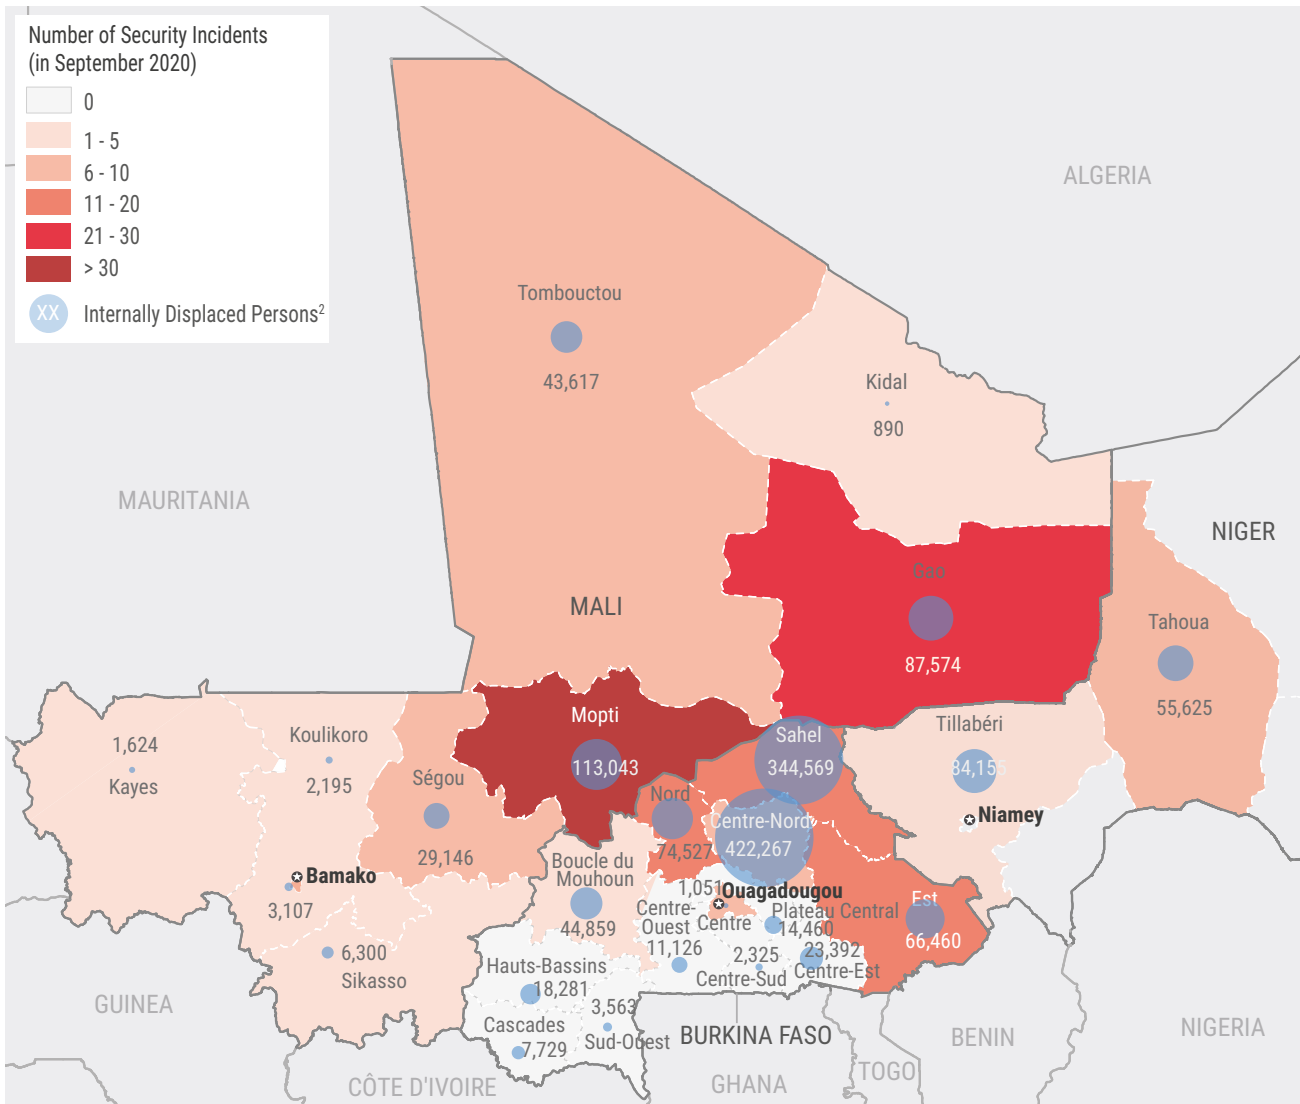 Number of Security Incidents
(in September 2020)
0
1 - 5
6 - 10
11 - 20
21 - 30
> 30
XX Internally Displaced Persons2
ALGERIA
Tombouctou
43,617
Kidal
890
MAURITANIA
NIGER
Gao
MALI
87,574
Tahoua
55,625
Mopti
113,043
Tillabéri
84,155
Sahel
344,569
1,624
Kayes
Koulikoro
2,195
Ségou
29,146
Nord
74,527
Centre-Nord
422,267
Niamey
Bamako
3,107
Boucle du
Mouhoun
44,859
1,051
Ouagadougou
Centre
Centre-
Ouest
11,126
Plateau Central
14,460
Est
66,460
23,392
Centre-Est
2,325
Centre-Sud
6,300
Sikasso
Hauts-Bassins
18,281
3,563
Sud-Ouest
Cascades
7,729
GUINEA
BURKINA FASO
BENIN
NIGERIA
CÔTE D'IVOIRE
GHANA
TOGO